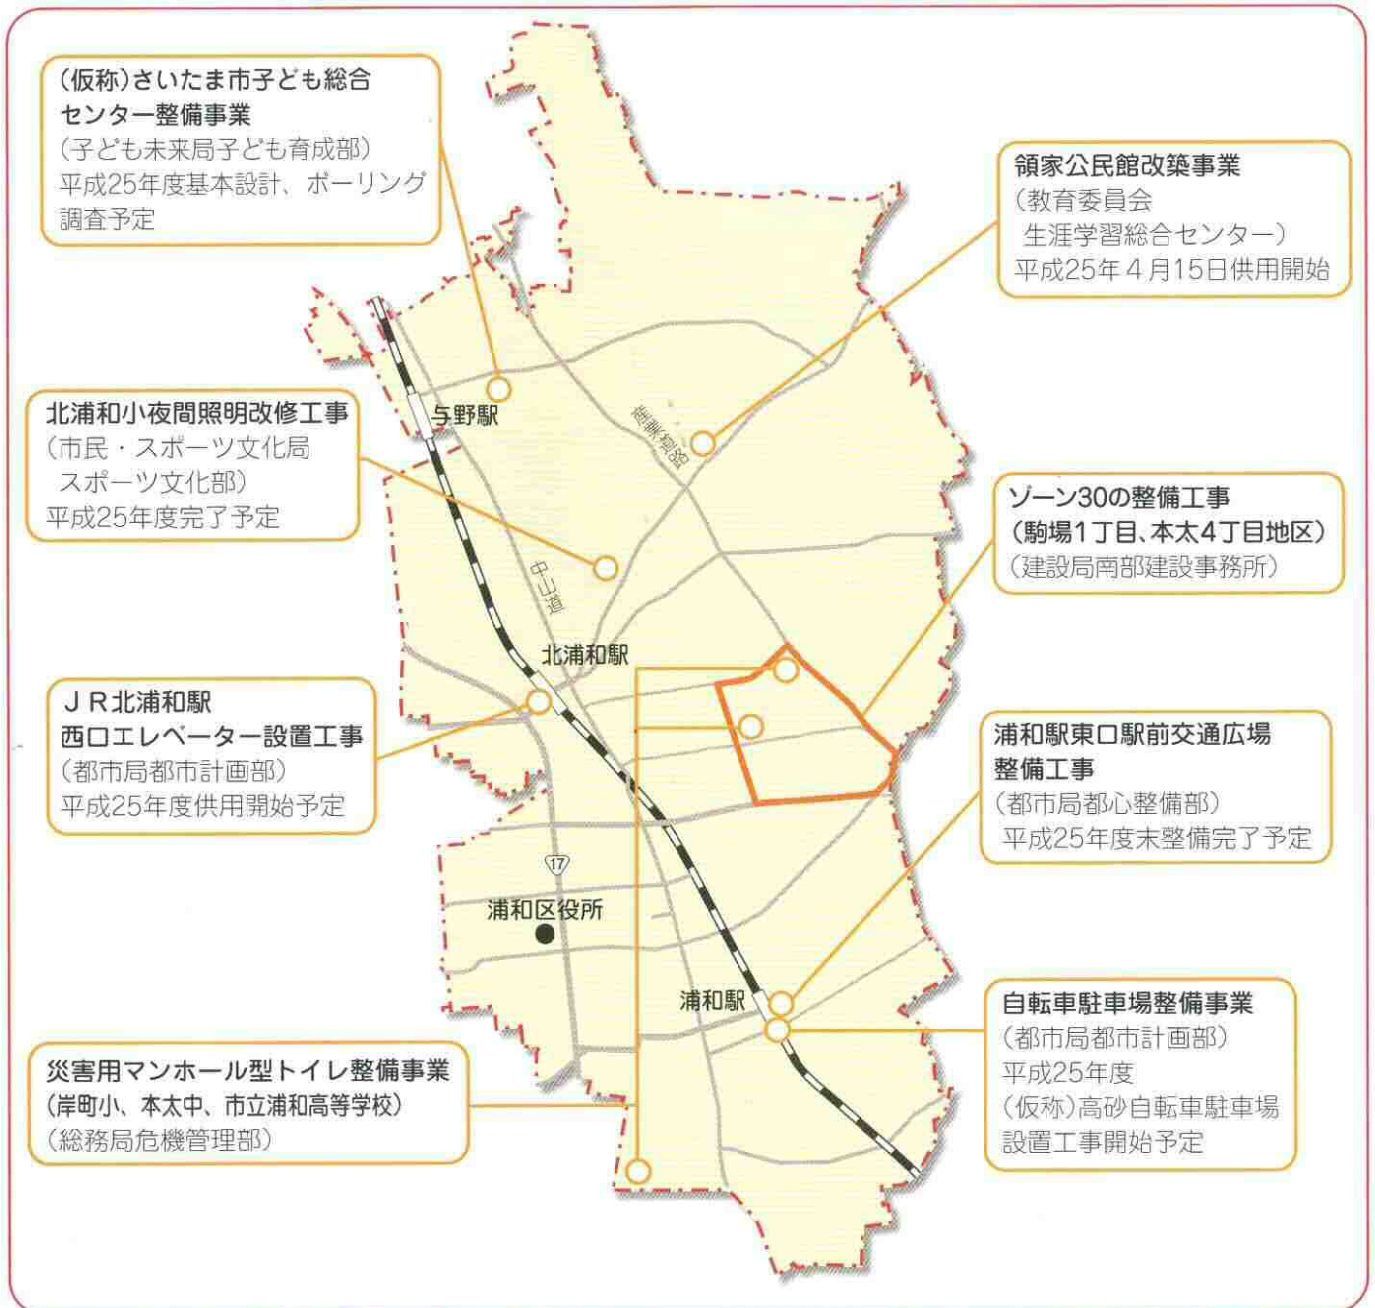 (仮称)さいたま市子ども総合
センター整備事業
(子ども未来局子ども育成部)
平成25年度基本設計、ボーリング
調査予定
領家公民館改築事業
(教育委員会
生涯学習総合センター)
平成25年4月15日供用開始
北浦和小夜間照明改修工事
(市民・スポーツ文化局
スポーツ文化部)
平成25年度完了予定
与野駅
産業道路
ゾーン30の整備工事
(駒場1丁目、本太4丁目地区)
(建設局南部建設事務所)
中山道
北浦和駅
JR北浦和駅
西口エレベーター設置工事
(都市局都市計画部)
平成25年度供用開始予定
浦和駅東口駅前交通広場
整備工事
(都市局都心整備部)
平成25年度末整備完了予定
17
浦和区役所
浦和駅
自転車駐車場整備事業
(都市局都市計画部)
平成25年度
(仮称)高砂自転車駐車場
設置工事開始予定
災害用マンホール型トイレ整備事業
(岸町小、本太中、市立浦和高等学校)
(総務局危機管理部)